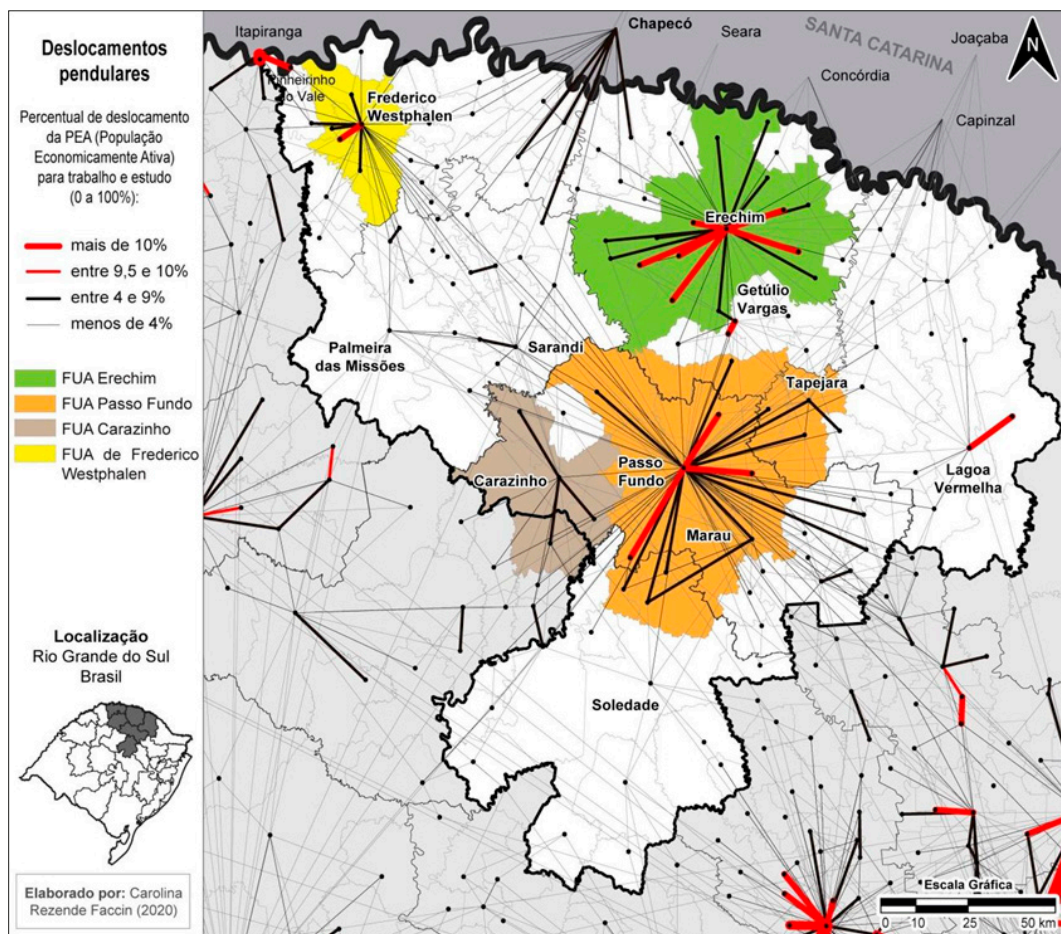 Deslocamentos
pendulares
Percentual de deslocamento
da PEA (População
Economicamente Ativa)
para trabalho e estudo
(0 a 100%):
mais de 10%
entre 9,5 e 10%
entre 4 e 9%
menos de 4%
FUA Erechim
FUA Passo Fundo
FUA Carazinho
FUA de Frederico
Westphalen
Localização
Rio Grande do Sul
Brasil
Elaborado por: Carolina
Rezende Faccin (2020)
Itapiranga
Chapecó
Seara
SANTA CATARINA
Joaçaba
N
Pinheirinho
do Vale
Frederico
Westphalen
Concórdia
Capinzal
Erechim
Getúlio
Vargas
Palmeira
das Missões
Sarandi
Tapejara
Carazinho
Passo
Fundo
Lagoa
Vermelha
Marau
Soledade
Escala Gráfica
0 10 25 50 km